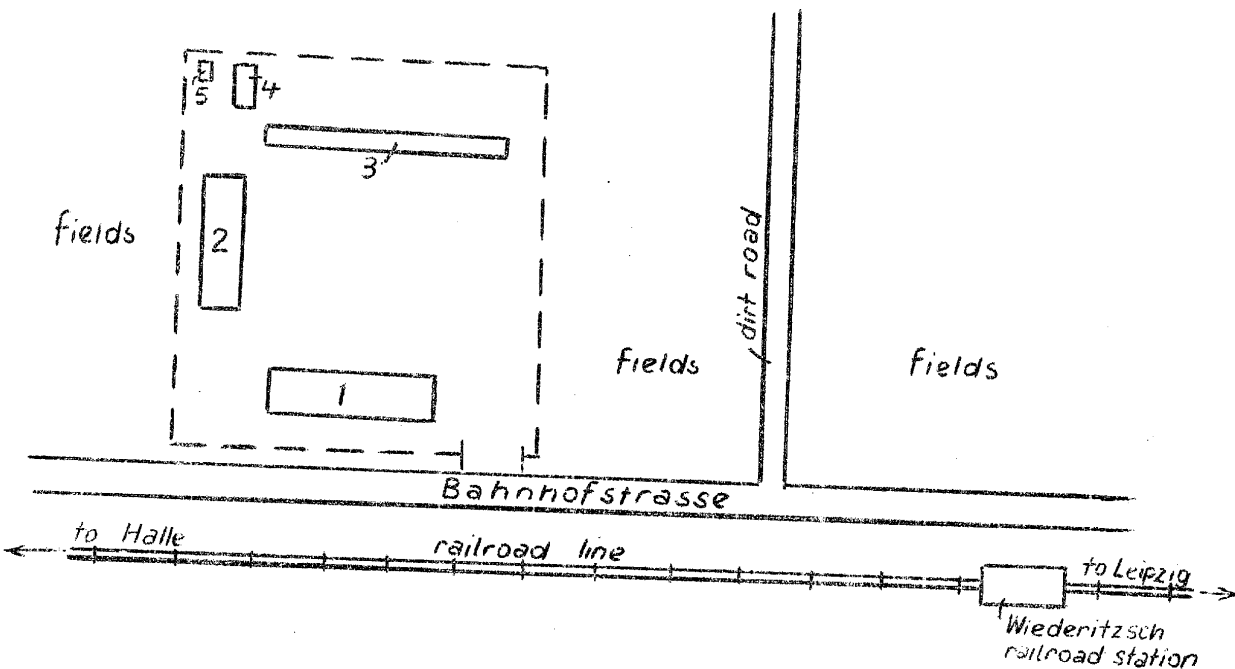 5
4
3
fields
2
dirt road
fields
fields
1
Bahnhofstrasse
to Halle
railroad line
to Leipzig
Wiederitzsch
railroad station